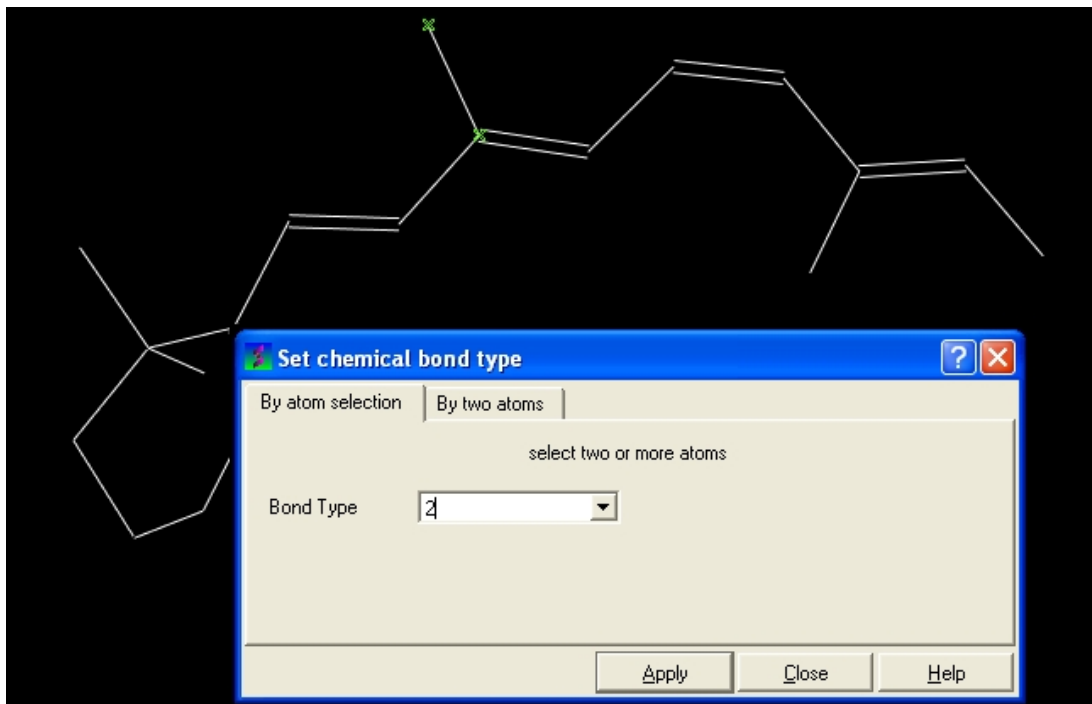 Set chemical bond type
By atom selection By two atoms
select two or more atoms
Bond Type 2
Apply Close Help